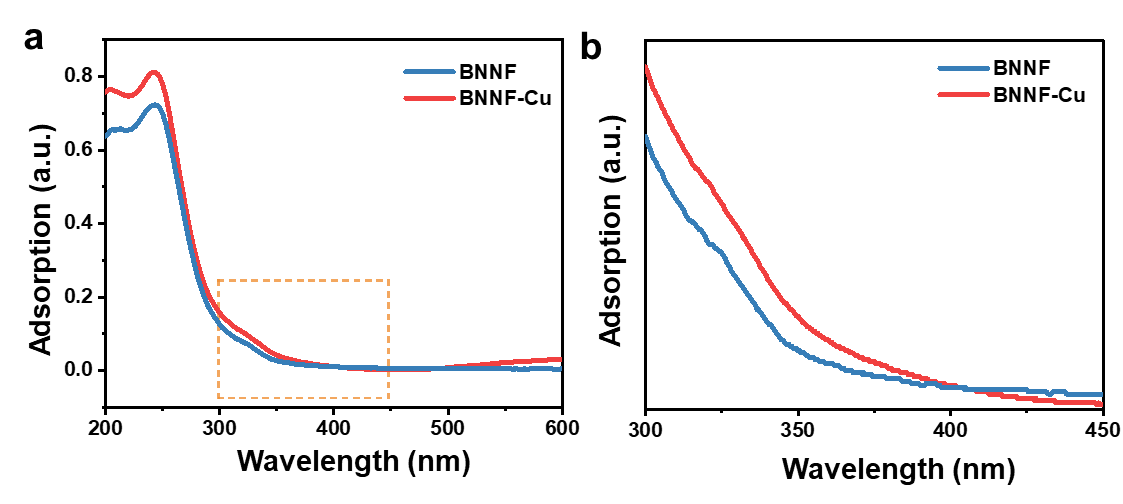 a
BNNF
BNNF-Cu
Adsorption (a.u.)
0.8
0.6
0.4
0.2
0.0
200
300
400
500
600
Wavelength (nm)
b
BNNF
BNNF-Cu
Adsorption (a.u.)
300
350
400
450
Wavelength (nm)